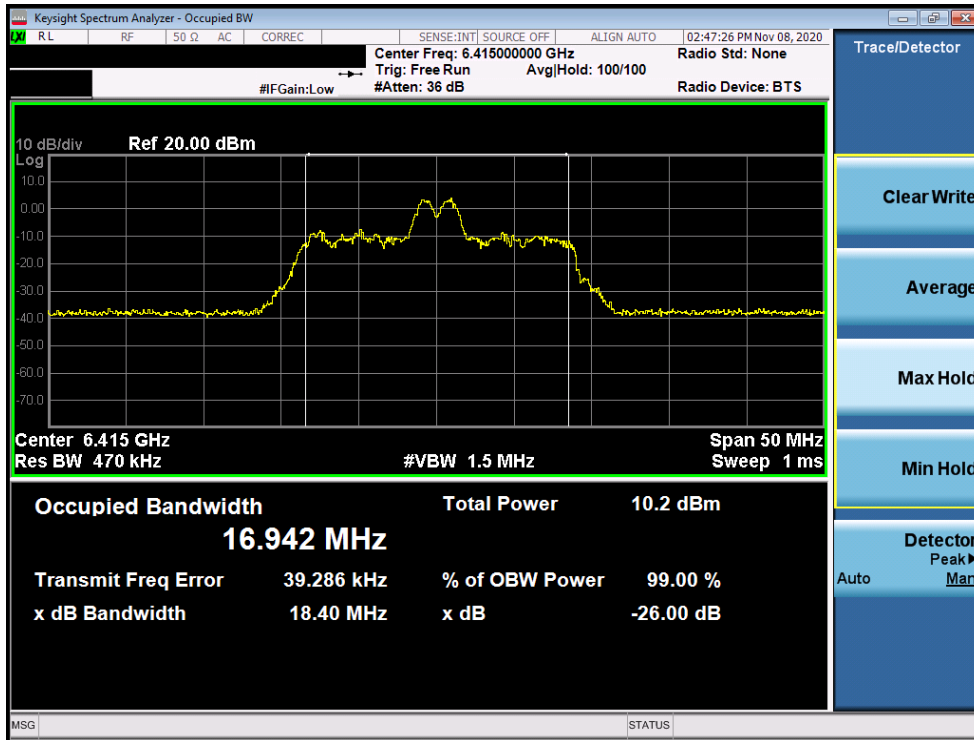 Keysight Spectrum Analyzer - Occupied BW
LXI RL RF 50 Ω AC CORREC SENSE:INT SOURCE OFF ALIGN AUTO 02:47:26 PM Nov 08, 2020
Center Freq: 6.415000000 GHz Radio Std: None
Trig: Free Run Avg|Hold: 100/100
#IFGain:Low #Atten: 36 dB Radio Device: BTS
Trace/Detector
10 dB/div Ref 20.00 dBm
Log
10.0
0.00
-10.0
-20.0
-30.0
-40.0
-50.0
-60.0
-70.0
Center 6.415 GHz Span 50 MHz
Res BW 470 kHz #VBW 1.5 MHz Sweep 1 ms
Occupied Bandwidth Total Power 10.2 dBm
16.942 MHz
Transmit Freq Error 39.286 kHz % of OBW Power 99.00 %
x dB Bandwidth 18.40 MHz x dB -26.00 dB
Clear Write
Average
Max Hold
Min Hold
Detector
Peak
Auto Man
MSG STATUS